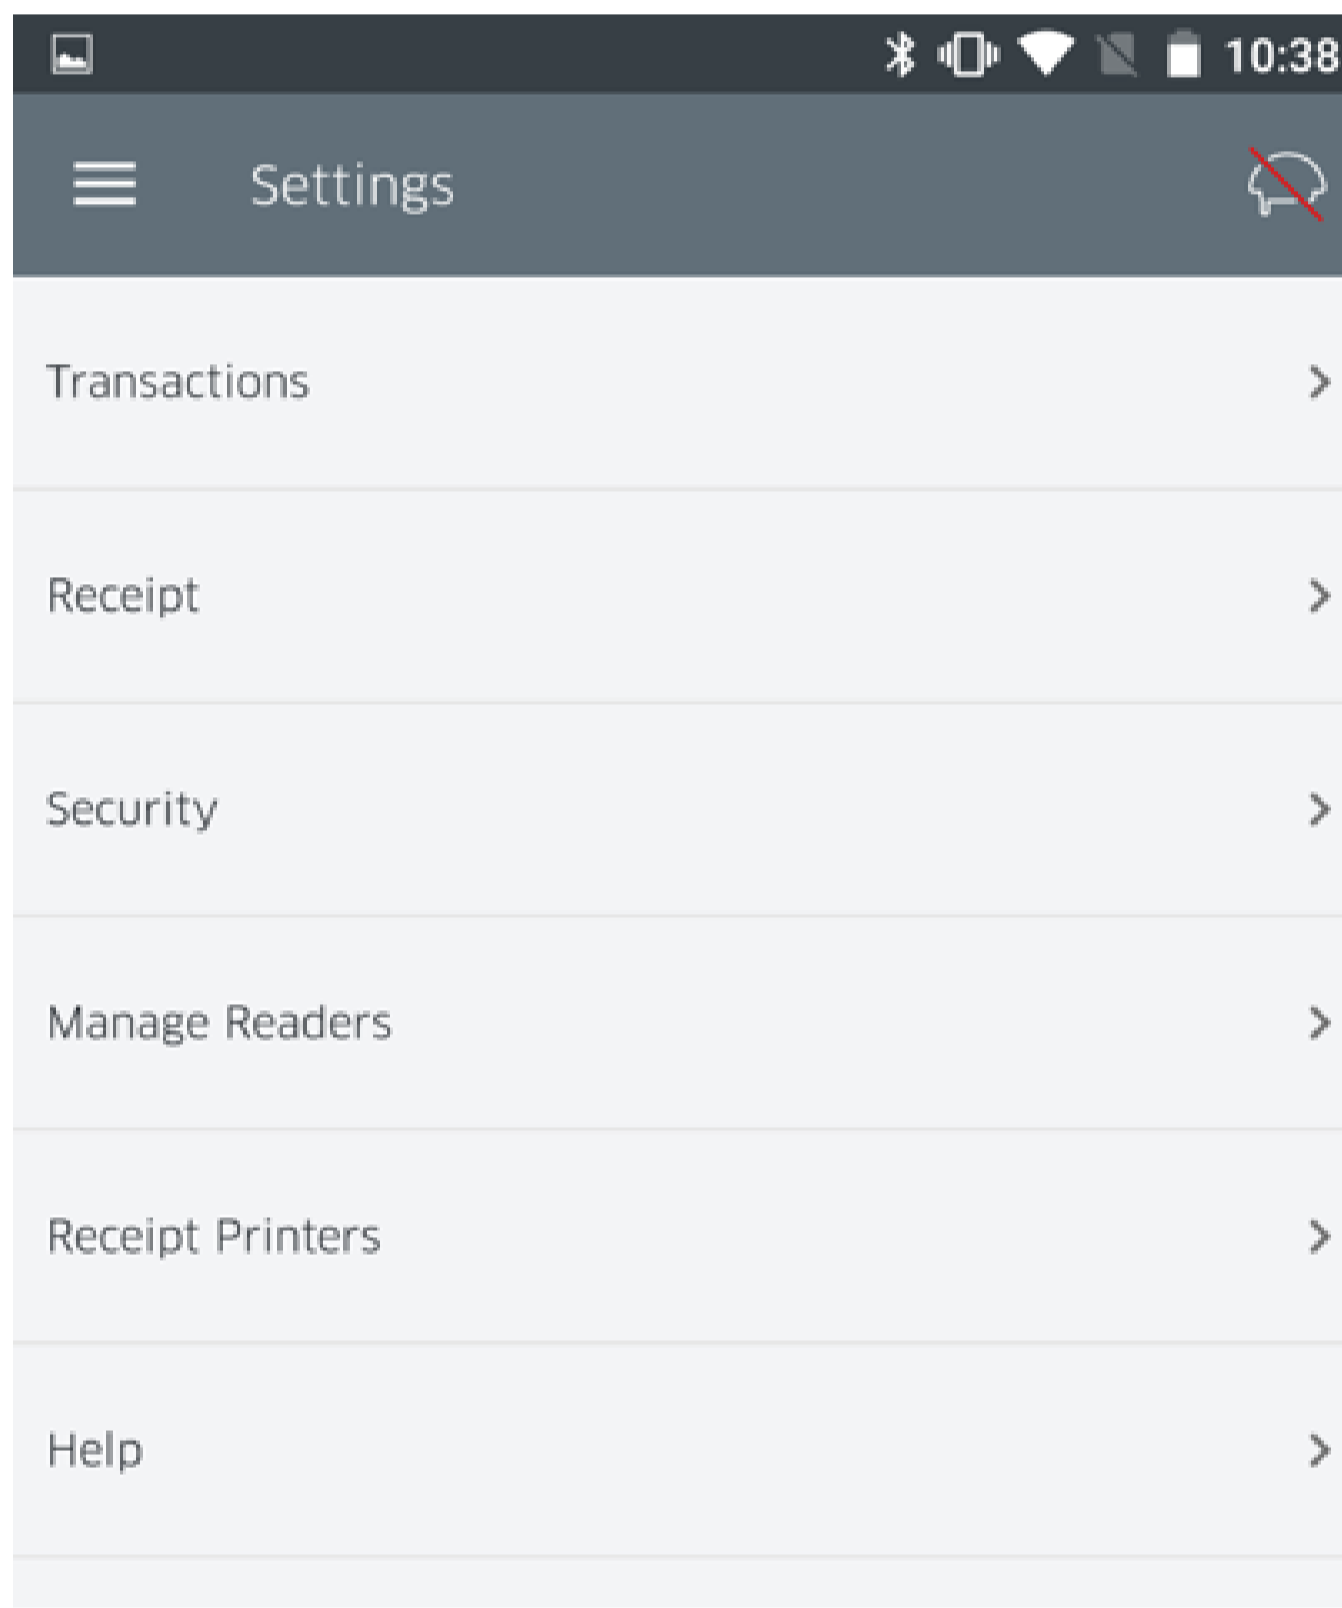 10:38
Settings
Transactions
Receipt
Security
Manage Readers
Receipt Printers
Help